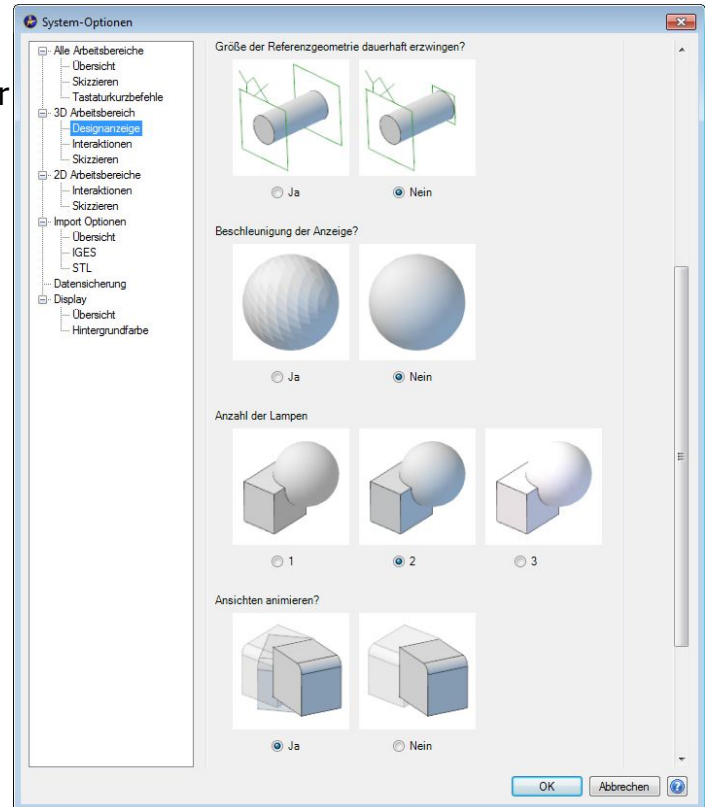 System-Optionen
r
Alle Arbeitsbereiche
Übersicht
Skizzieren
Tastaturkurzbefehle
3D Arbeitsbereich
Designanzeige
Interaktionen
Skizzieren
2D Arbeitsbereiche
Interaktionen
Skizzieren
Import Optionen
Übersicht
IGES
STL
Datensicherung
Display
Übersicht
Hintergrundfarbe
Größe der Referenzgeometrie dauerhaft erzwingen?
Ja Nein
Beschleunigung der Anzeige?
Ja Nein
Anzahl der Lampen
1 2 3
Ansichten animieren?
Ja Nein
OK Abbrechen ?